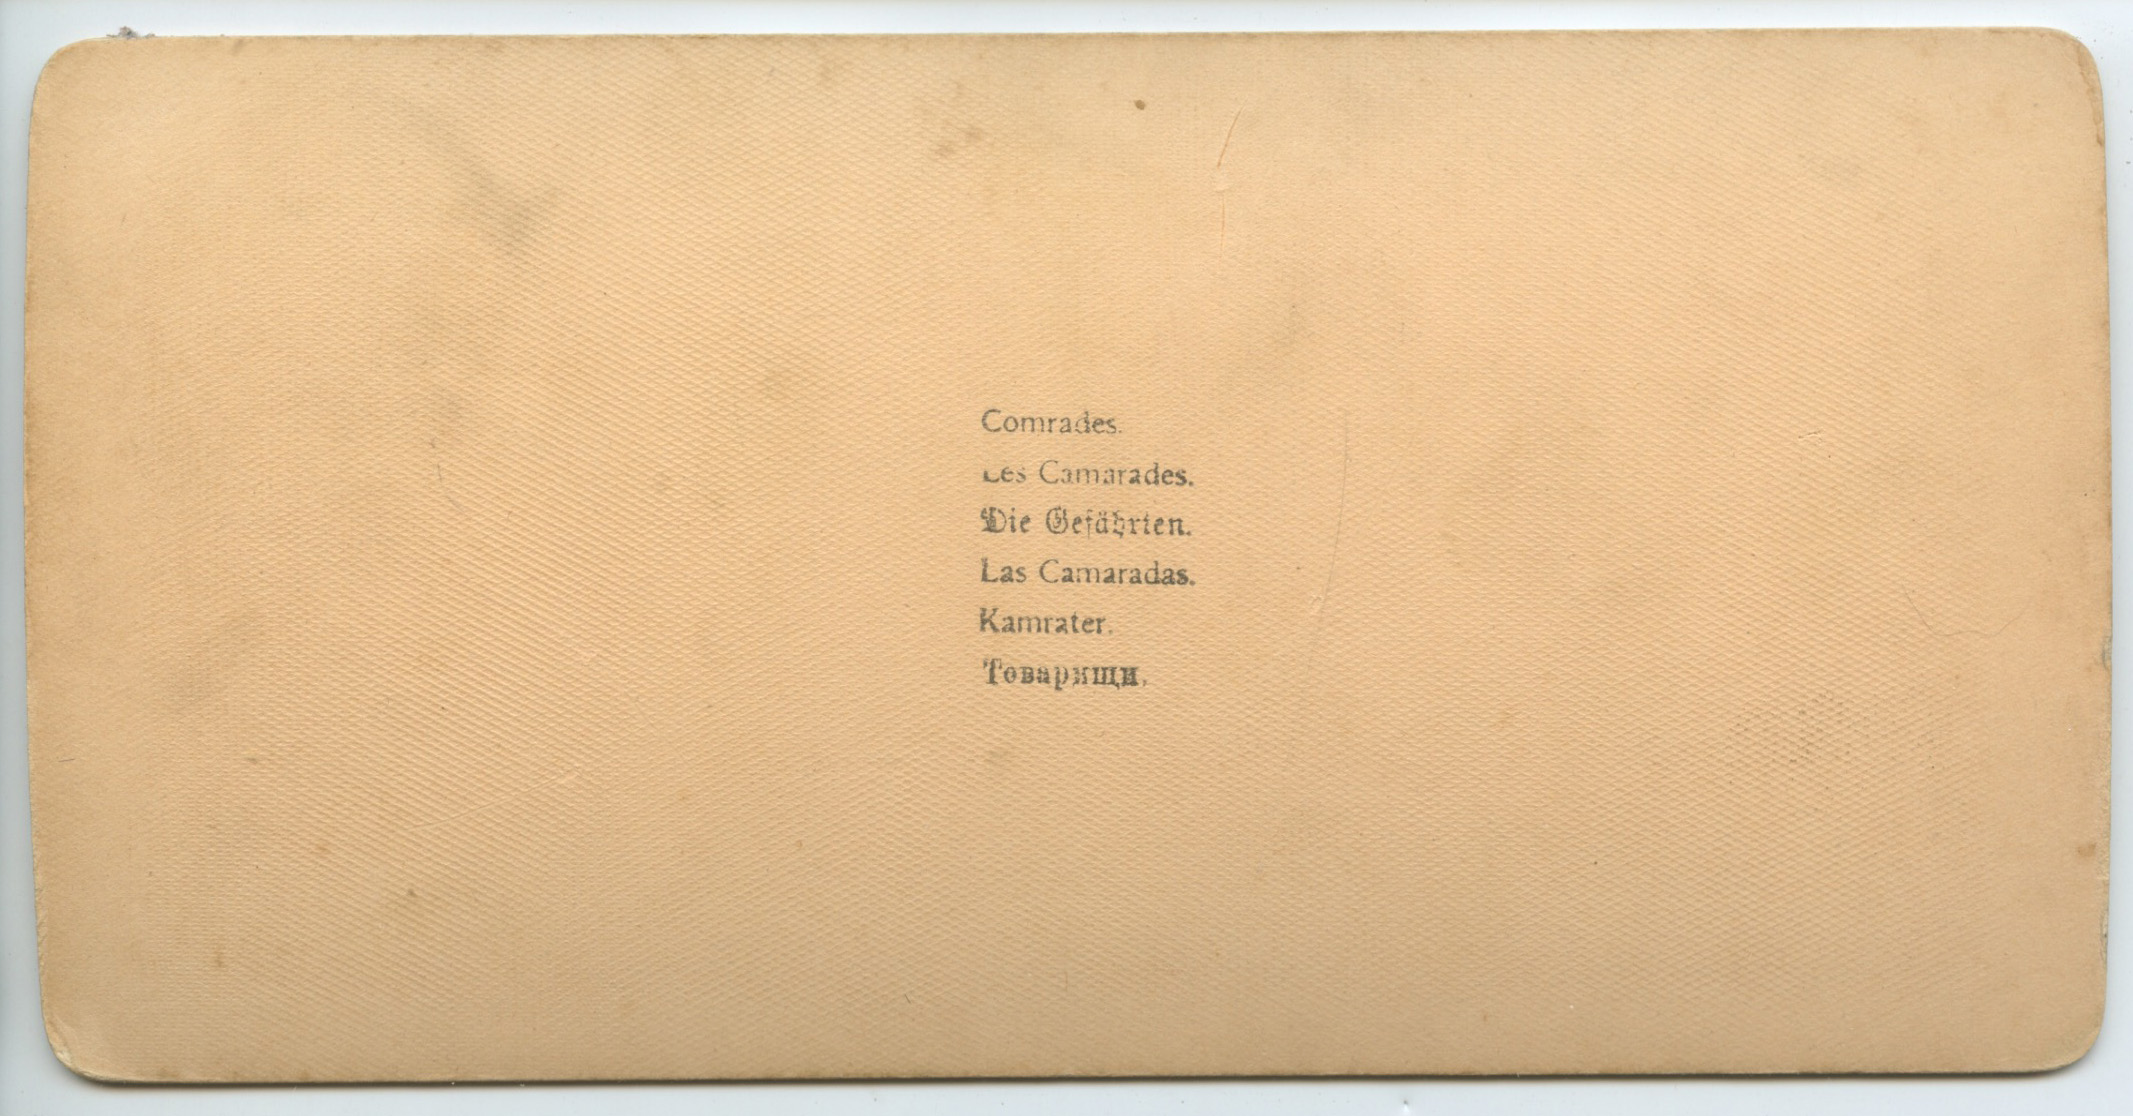 Comrades.
Les Camarades.
Die Gefährten.
Las Camaradas.
Kamrater.
Товарищи.